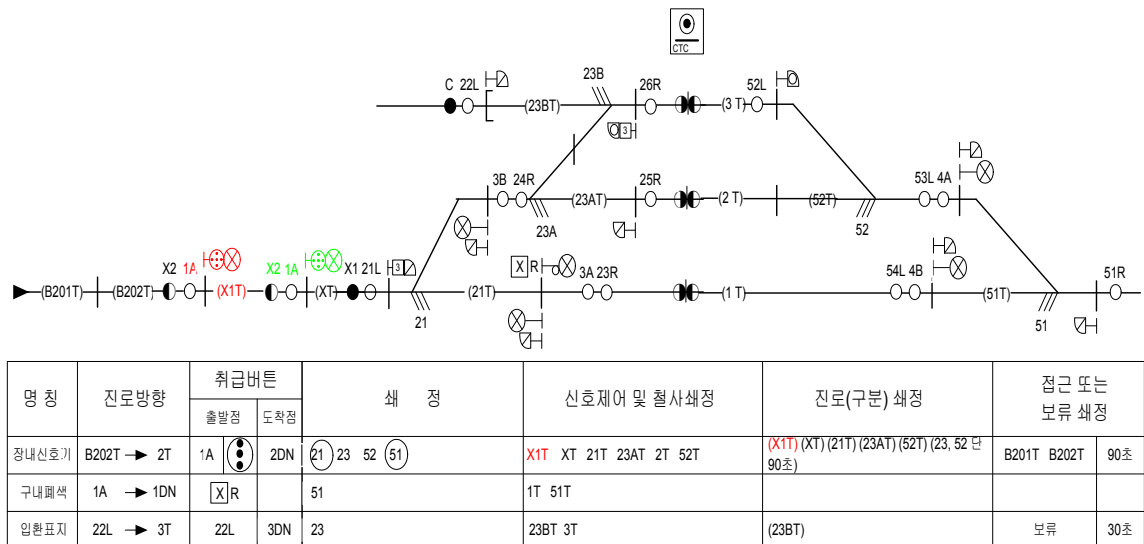 CTC
C 22L
23B
26R
52L
(23BT)
(3 T)
3
3B 24R
25R
53L 4A
(23AT)
(2 T)
(52T)
23A
52
X2 1A
X2 1A
X1 21L
3
X R
3A 23R
54L 4B
51R
(B201T)
(B202T)
(X1T)
(XT)
(21T)
(1 T)
(51T)
21
51
명 칭
진로방향
취급버튼
쇄 정
신호제어 및 철사쇄정
진로(구분) 쇄정
접근 또는
보류 쇄정
출발점
도착점
장내신호기
B202T → 2T
1A
2DN
21 23 52 51
X1T XT 21T 23AT 2T 52T
(X1T) (XT) (21T) (23AT) (52T) (23, 52 단
90초)
B201T B202T
90초
구내폐색
1A → 1DN
X R
51
1T 51T
입환표지
22L → 3T
22L
3DN
23
23BT 3T
(23BT)
보류
30초